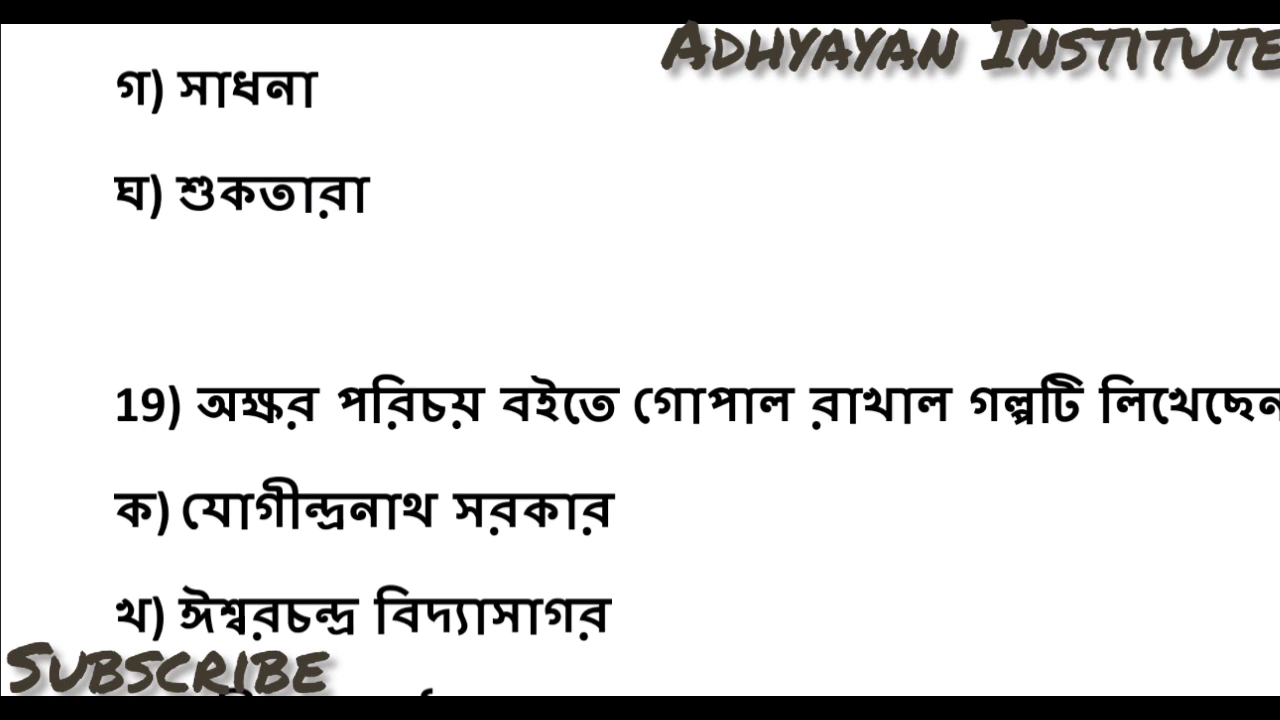 ADHYAYAN INSTITUTE
গ) সাধনা
ঘ) শুকতারা
19) অক্ষর পরিচয় বইতে গোপাল রাখাল গল্পটি লিখেছেন
ক) যোগীন্দ্রনাথ সরকার
খ) ঈশ্বরচন্দ্র বিদ্যাসাগর
SUBSCRIBE